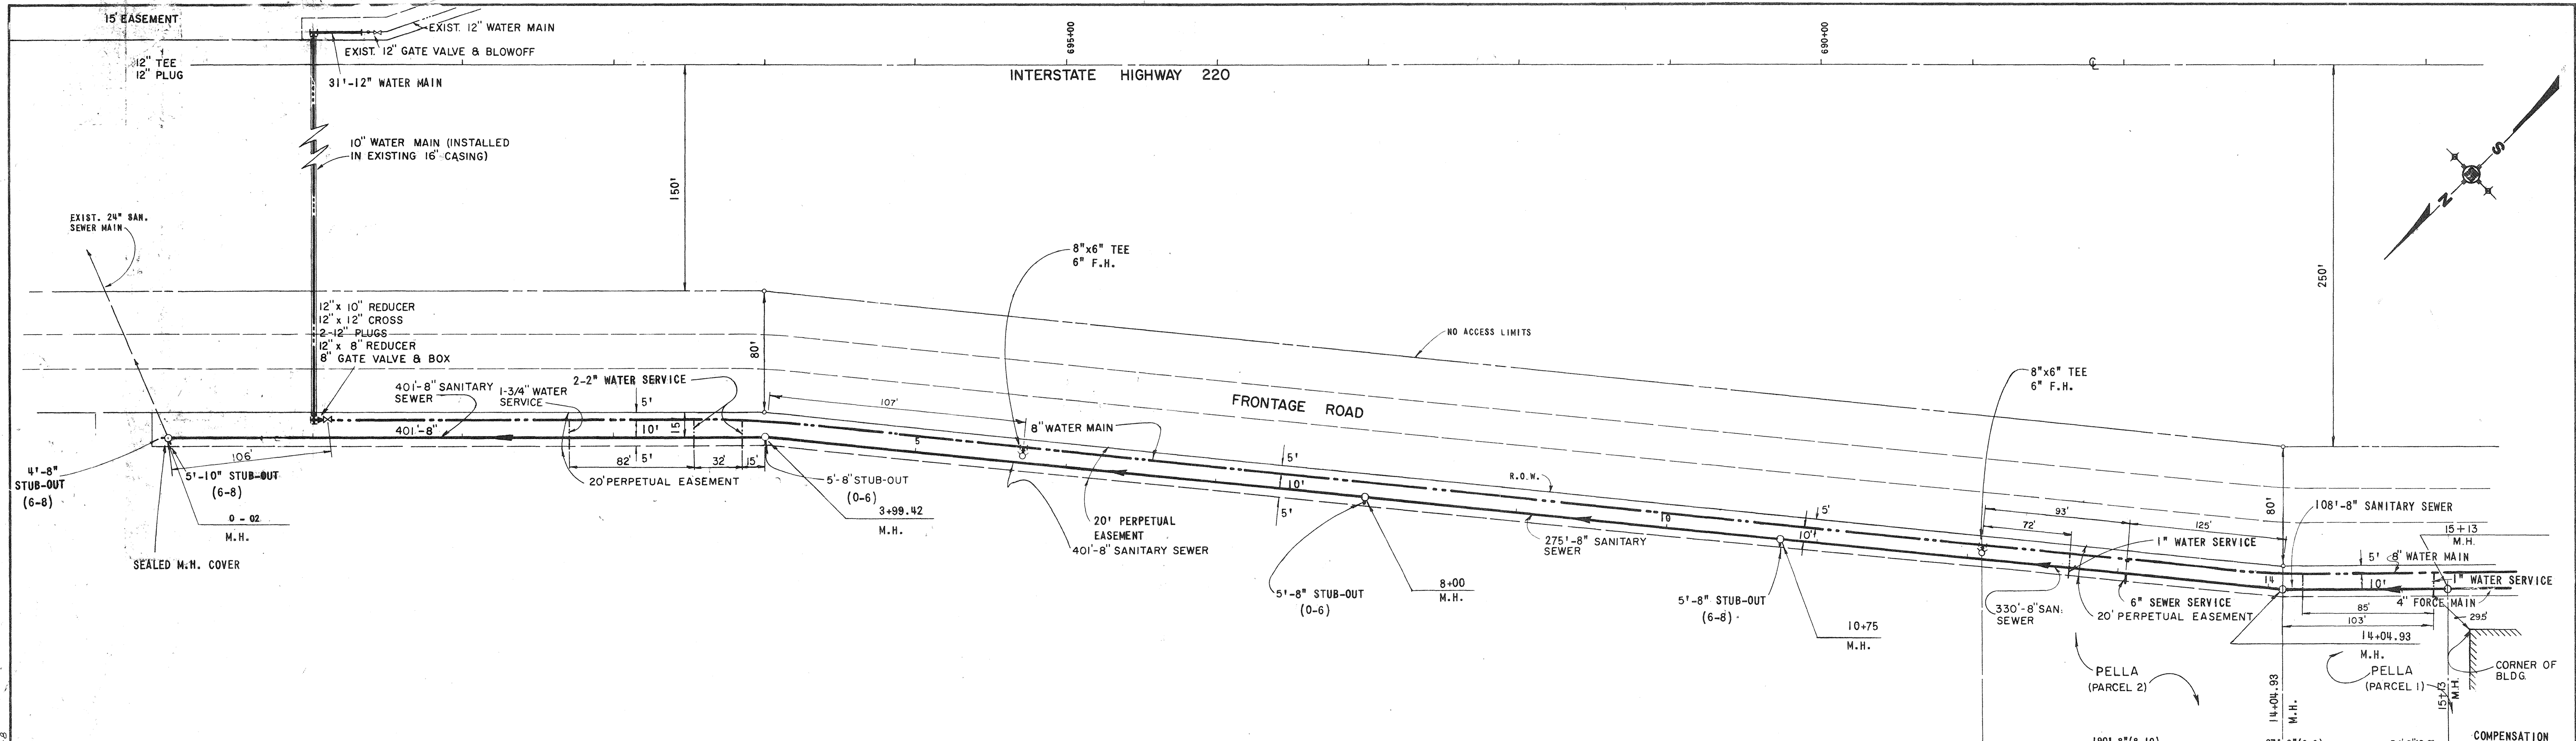 15' EASEMENT
EXIST. 12" WATER MAIN
EXIST. 12" GATE VALVE & BLOWOFF
12" TEE
12" PLUG
31'-12" WATER MAIN
695+00
690+00
INTERSTATE HIGHWAY 220
10" WATER MAIN (INSTALLED
IN EXISTING 16" CASING)
150'
250'
S
N
EXIST. 24" SAN.
SEWER MAIN
8"x6" TEE
6" F.H.
12" x 10" REDUCER
12" x 12" CROSS
2-12" PLUGS
12" x 8" REDUCER
8" GATE VALVE & BOX
80'
NO ACCESS LIMITS
401'-8" SANITARY
SEWER
1-3/4" WATER
SERVICE
2-2" WATER SERVICE
5'
107'
FRONTAGE ROAD
8"x6" TEE
6" F.H.
401'-8"
10'
15'
5
8" WATER MAIN
106'
82'
5'
32'
15'
20' PERPETUAL EASEMENT
4'-8"
STUB-OUT
(6-8)
5'-10" STUB-OUT
(6-8)
0-02
M.H.
SEALED M.H. COVER
5'-8" STUB-OUT
(0-6)
3+99.42
M.H.
20' PERPETUAL
EASEMENT
401'-8" SANITARY SEWER
5'
10'
5'
R.O.W.
10
275'-8" SANITARY
SEWER
5'
10'
5'-8" STUB-OUT
(0-6)
8+00
M.H.
5'-8" STUB-OUT
(6-8)
10+75
M.H.
93'
72'
125'
80'
1" WATER SERVICE
108'-8" SANITARY SEWER
15+13
M.H.
5'
8" WATER MAIN
14
10'
1" WATER SERVICE
330'-8" SAN.
SEWER
6" SEWER SERVICE
20' PERPETUAL EASEMENT
4" FORCE MAIN
85'
103'
295'
14+04.93
M.H.
PELLA
(PARCEL 2)
PELLA
(PARCEL 1)
CORNER OF
BLDG.
14+04.93
M.H.
15+13
M.H.
COMPENSATION